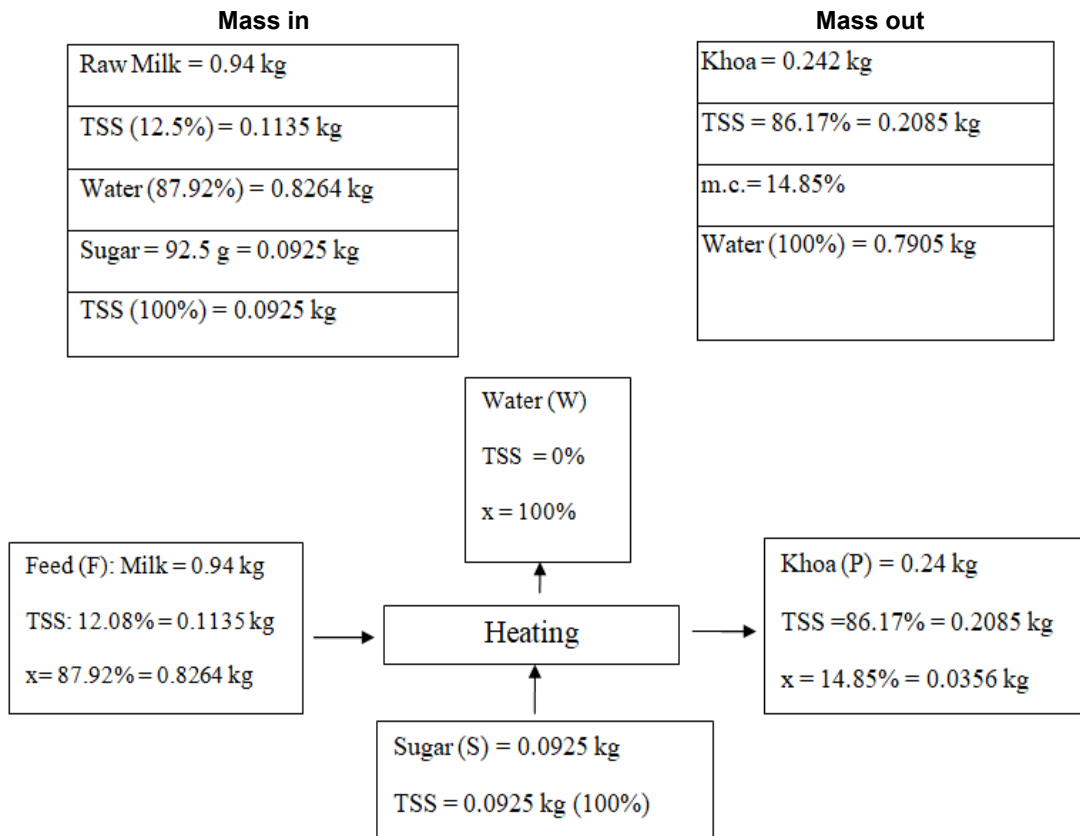 Mass in
Raw Milk = 0.94 kg
TSS (12.5%) = 0.1135 kg
Water (87.92%) = 0.8264 kg
Sugar = 92.5 g = 0.0925 kg
TSS (100%) = 0.0925 kg
Mass out
Khoa = 0.242 kg
TSS = 86.17% = 0.2085 kg
m.c.= 14.85%
Water (100%) = 0.7905 kg
Water (W)
TSS = 0%
x = 100%
Feed (F): Milk = 0.94 kg
TSS: 12.08% = 0.1135 kg
x= 87.92% = 0.8264 kg
Heating
Khoa (P) = 0.24 kg
TSS =86.17% = 0.2085 kg
x = 14.85% = 0.0356 kg
Sugar (S) = 0.0925 kg
TSS = 0.0925 kg (100%)